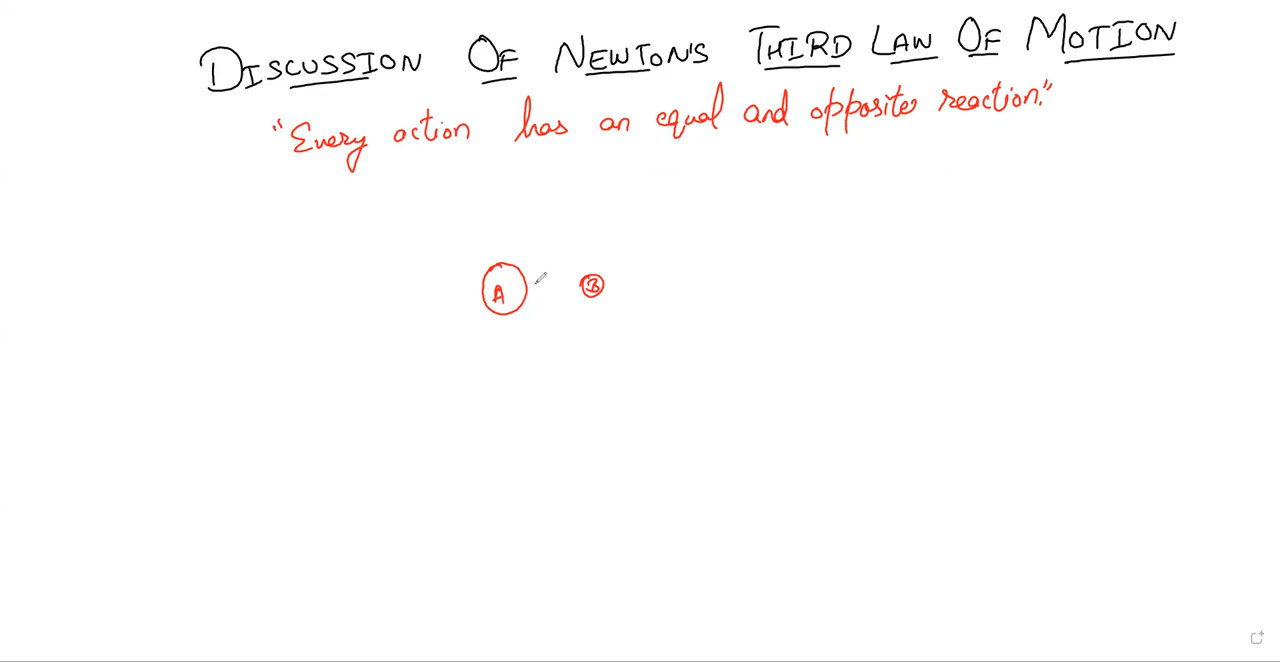 DISCUSSION OF NEWTON'S THIRD LAW OF MOTION
"Every action has an equal and opposite reaction."
A B